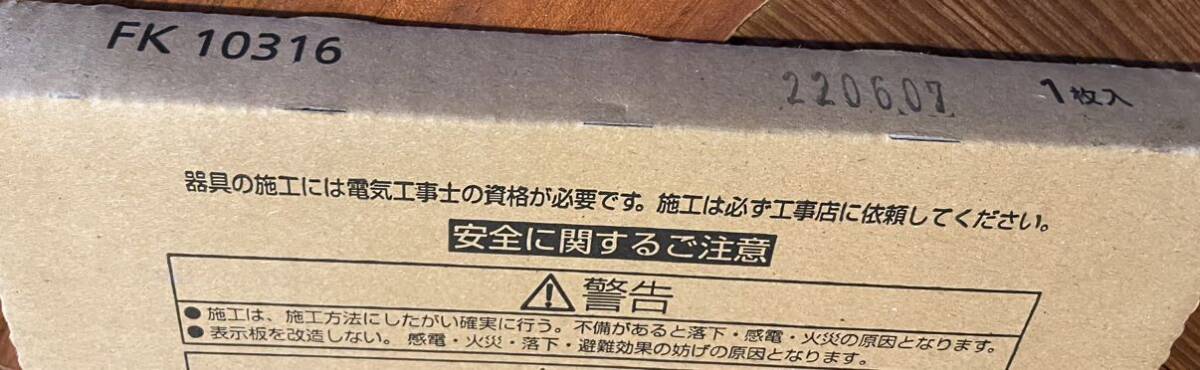 FK 10316
220607
1枚入
器具の施工には電気工事士の資格が必要です。施工は必ず工事店に依頼してください。
安全に関するご注意
警告
●施工は、施工方法にしたがい確実に行う。不備があると落下・感電・火災の原因となります。
●表示板を改造しない。感電・火災・落下・避難効果の妨げの原因となります。